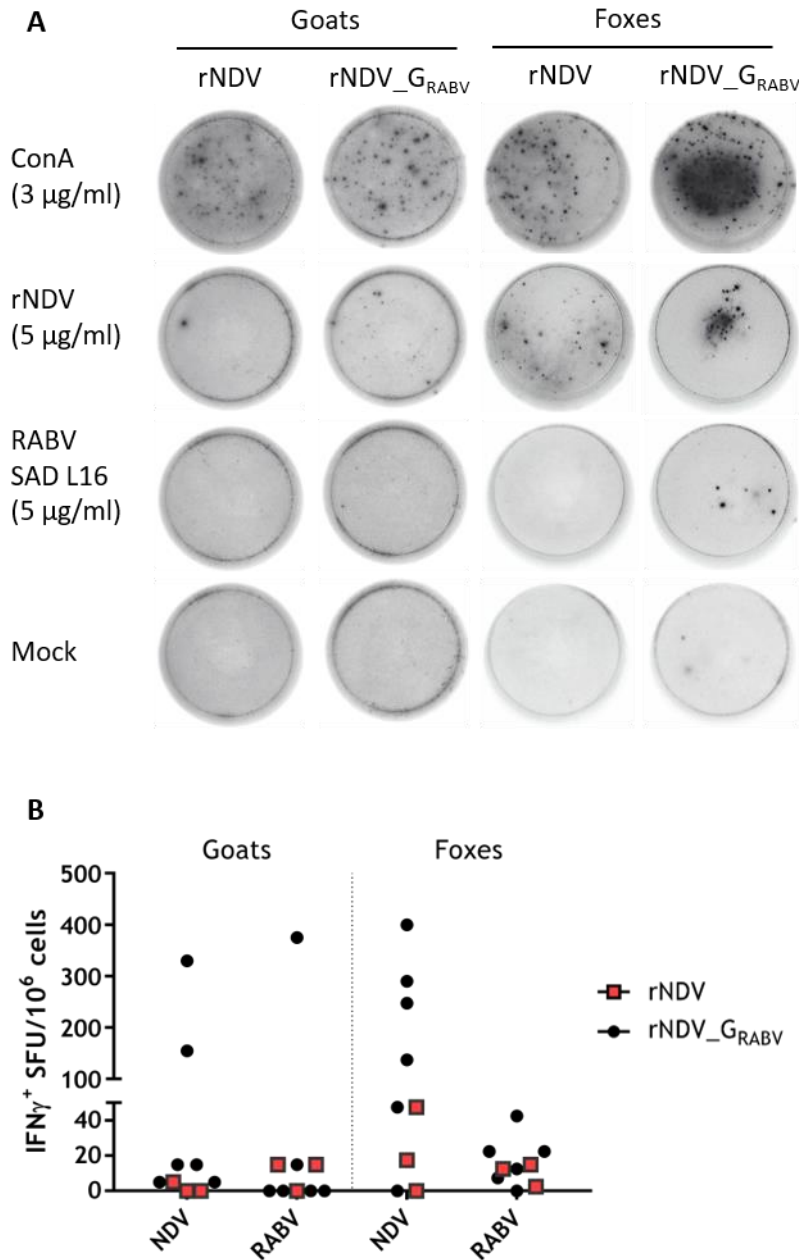 A
Goats Foxes
rNDV rNDV_GRABV rNDV rNDV_GRABV
ConA
(3 µg/ml)
rNDV
(5 µg/ml)
RABV
SAD L16
(5 µg/ml)
Mock
B
Goats Foxes
IFNγ+ SFU/10⁶ cells
500
400
300
200
100
40
20
0
NDV RABV NDV RABV
rNDV
rNDV_GRABV